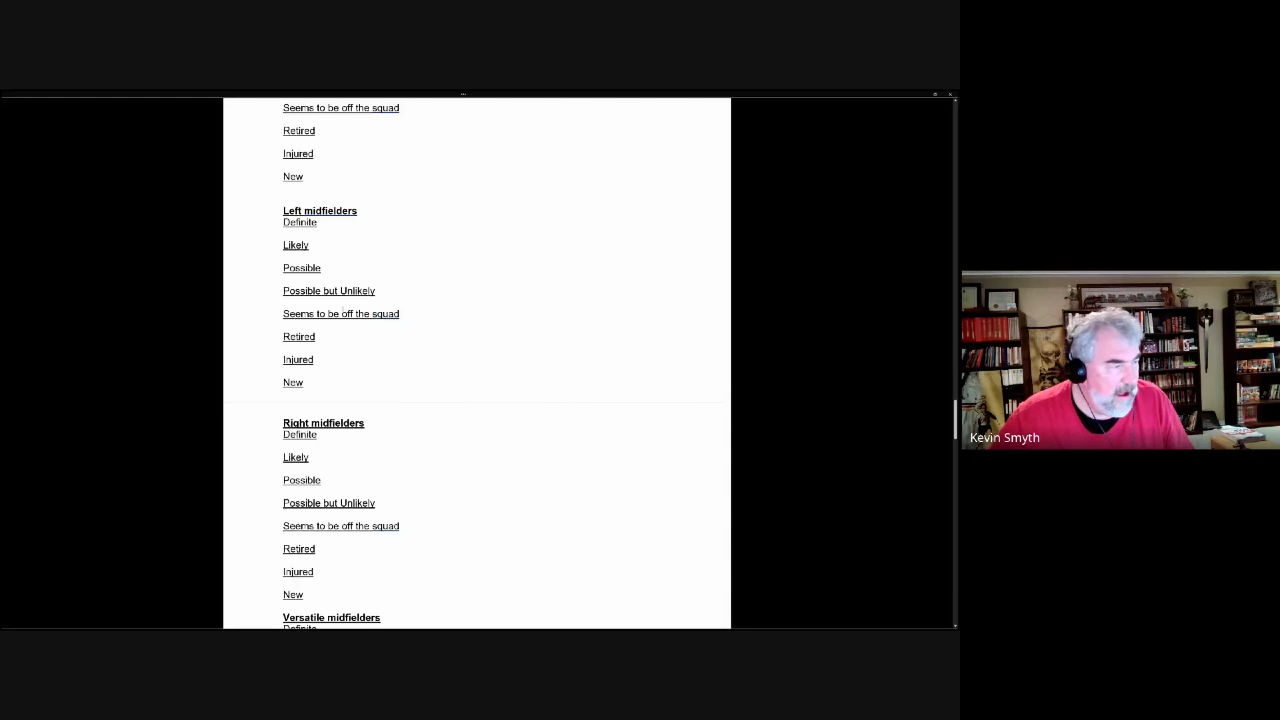 Seems to be off the squad
Retired
Injured
New
Left midfielders
Definite
Likely
Possible
Possible but Unlikely
Seems to be off the squad
Retired
Injured
New
Right midfielders
Definite
Likely
Possible
Possible but Unlikely
Seems to be off the squad
Retired
Injured
New
Versatile midfielders
Definite
Kevin Smyth